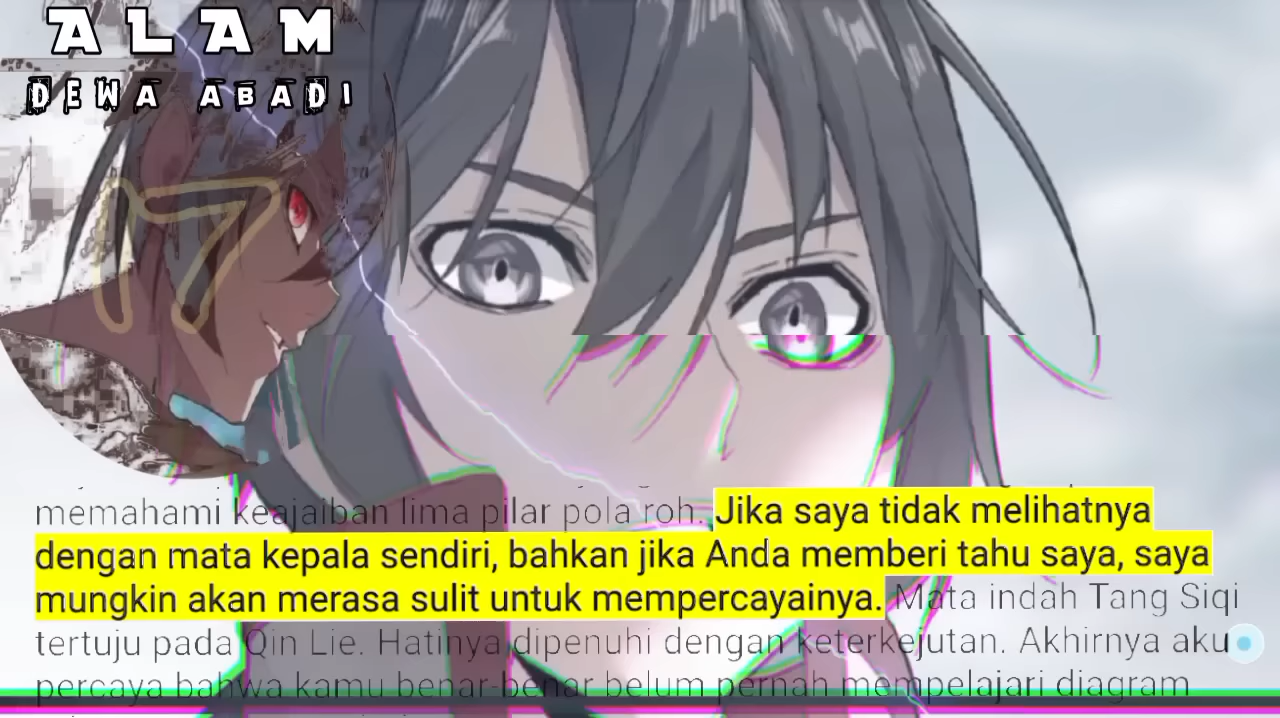 ALAM
DEWA ABADI
17
memahami keajaiban lima pilar pola roh. Jika saya tidak melihatnya
dengan mata kepala sendiri, bahkan jika Anda memberi tahu saya, saya
mungkin akan merasa sulit untuk mempercayainya. Mata indah Tang Siqi
tertuju pada Qin Lie. Hatinya dipenuhi dengan keterkejutan. Akhirnya aku
percaya bahwa kamu benar-benar belum pernah mempelajari diagram